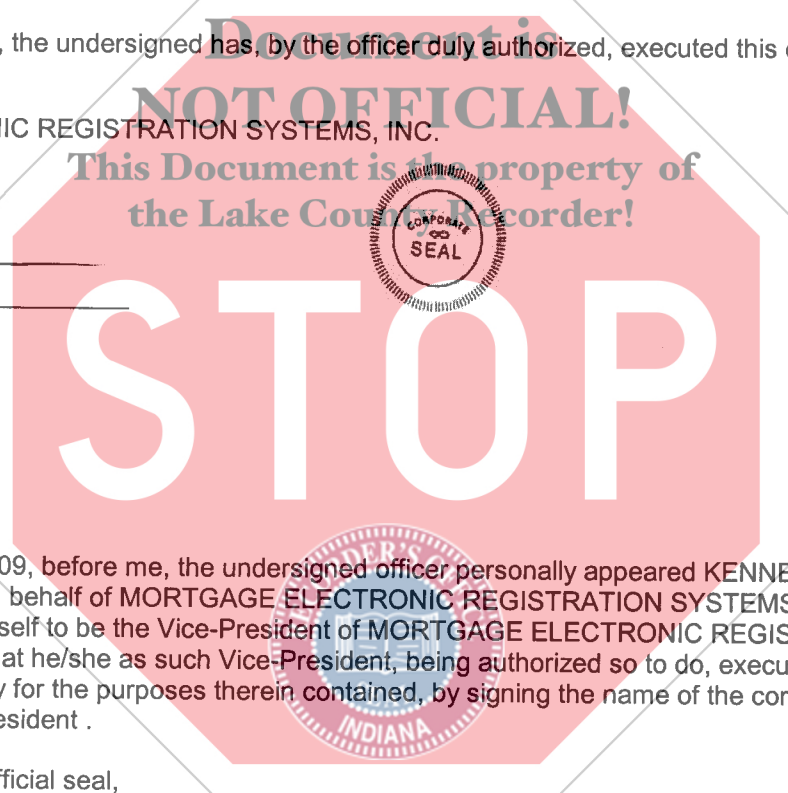 Document is
, the undersigned has, by the officer duly authorized, executed this
NOT OFFICIAL!
NIC REGISTRATION SYSTEMS, INC.
This Document is the property of
the Lake County Recorder!
CORPORATE
SEAL
STOP
09, before me, the undersigned officer personally appeared KENNE
behalf of MORTGAGE ELECTRONIC REGISTRATION SYSTEMS
self to be the Vice-President of MORTGAGE ELECTRONIC REGIS
at he/she as such Vice-President, being authorized so to do, execu
y for the purposes therein contained, by signing the name of the cor
esident .
RECORDER'S OFFICE
INDIANA
fficial seal,